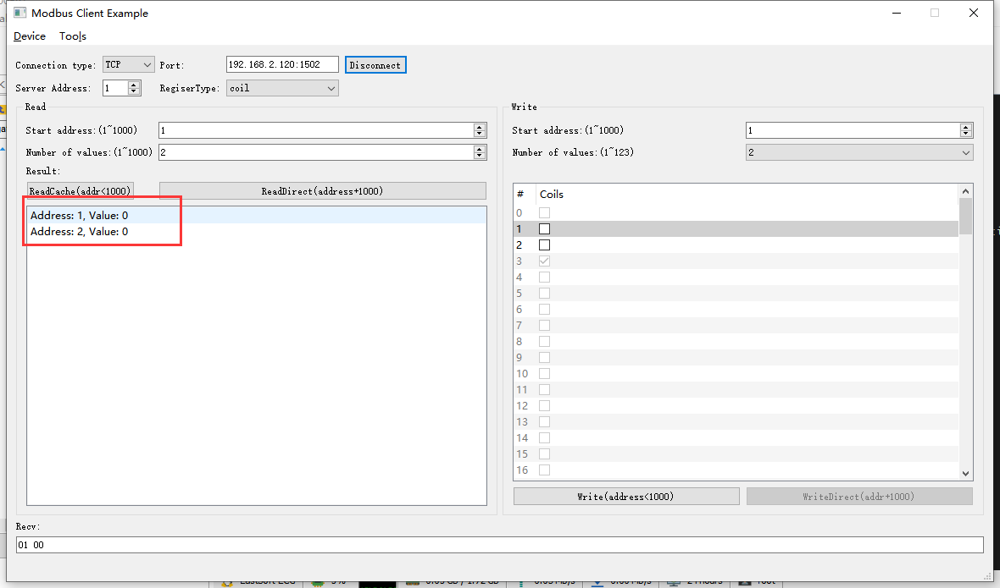 Modbus Client Example
Device Tools
Connection type: TCP Port: 192.168.2.120:1502 Disconnect
Server Address: 1 RegiserType: coil
Read
Start address:(1~1000) 1
Number of values:(1~1000) 2
Result:
ReadCache(addr<1000) ReadDirect(address+1000)
Address: 1, Value: 0
Address: 2, Value: 0
Write
Start address:(1~1000) 1
Number of values:(1~123) 2
# Coils
0
1
2
3
4
5
6
7
8
9
10
11
12
13
14
15
16
Write(address<1000) WriteDirect(addr+1000)
Recv:
01 00